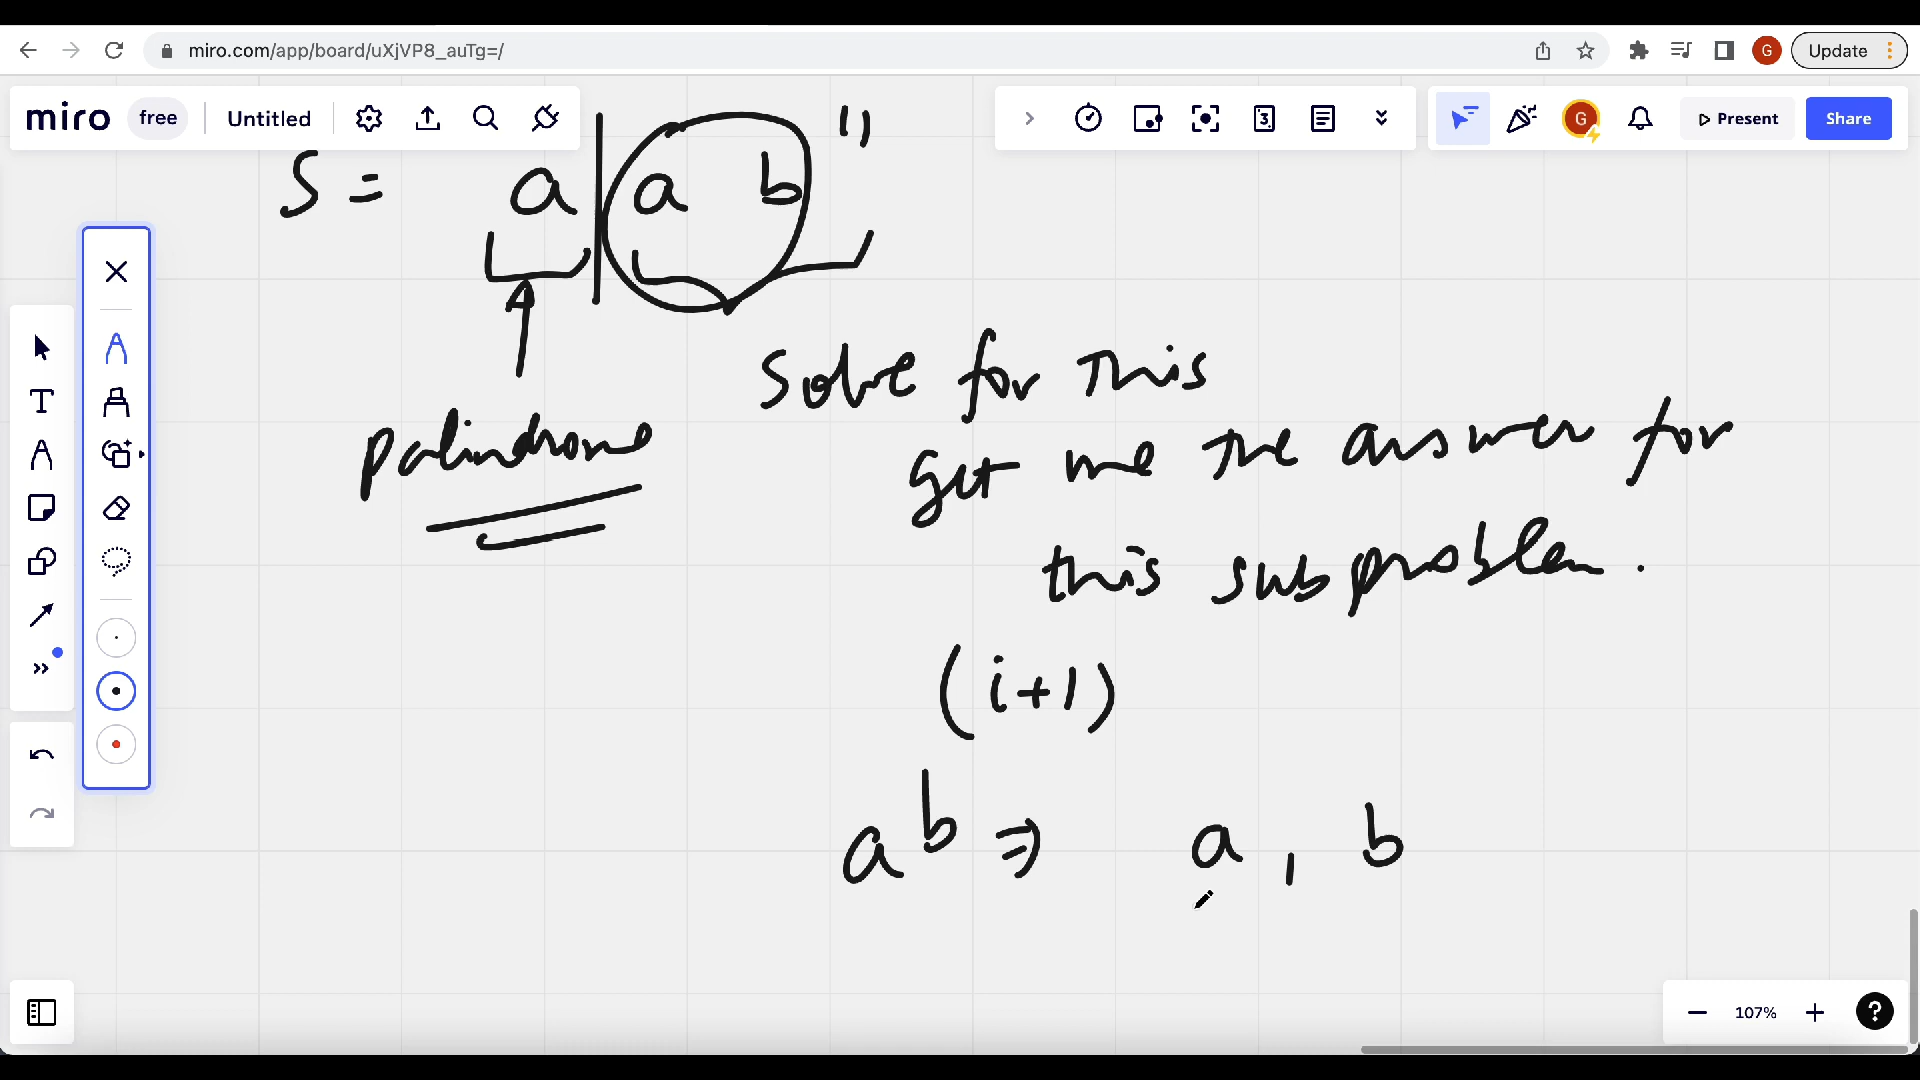 miro.com/app/board/uXjVP8_auTg=/
G
Update
miro
free
Untitled
3
G
Present
Share
S = a | a b "
Solve for This
palindrome
get me the answer for
this subproblem.
(i+1)
ab ⇒ a , b
107%
?